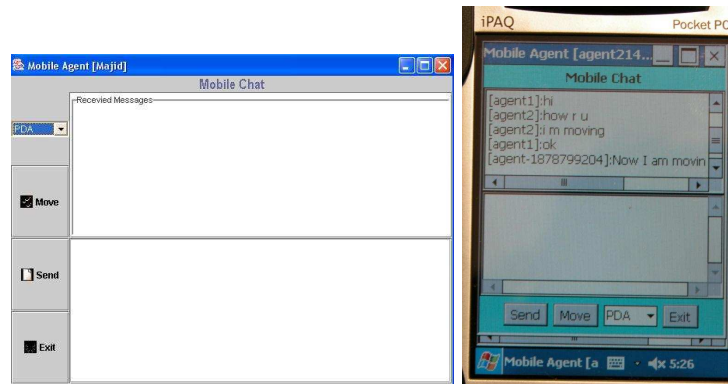 Mobile Agent [Majid]
Mobile Chat
Recevied Messages
PDA
Move
Send
Exit
iPAQ
Pocket PC
Mobile Agent [agent214...
Mobile Chat
[agent1]:hi
[agent2]:how r u
[agent2]:i m moving
[agent1]:ok
[agent-1878799204]:Now I am movin
Send Move PDA Exit
Mobile Agent [a 5:26